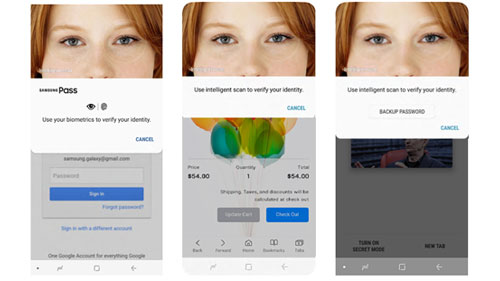 SAMSUNG Pass
Use your biometrics to verify your identity.
CANCEL
samsung.galaxy@gmail.com
Password
Sign in
Forgot password?
Sign in with a different account
One Google Account for everything Google
Use intelligent scan to verify your identity.
CANCEL
Price
Quantity
Total
$54.00
1
$54.00
Shipping, Taxes, and discounts will be
calculated at check out
Update Cart
Check Out
Back
Forward
Home
Bookmarks
Tabs
Use intelligent scan to verify your identity.
BACKUP PASSWORD
CANCEL
TURN ON
SECRET MODE
NEW TAB